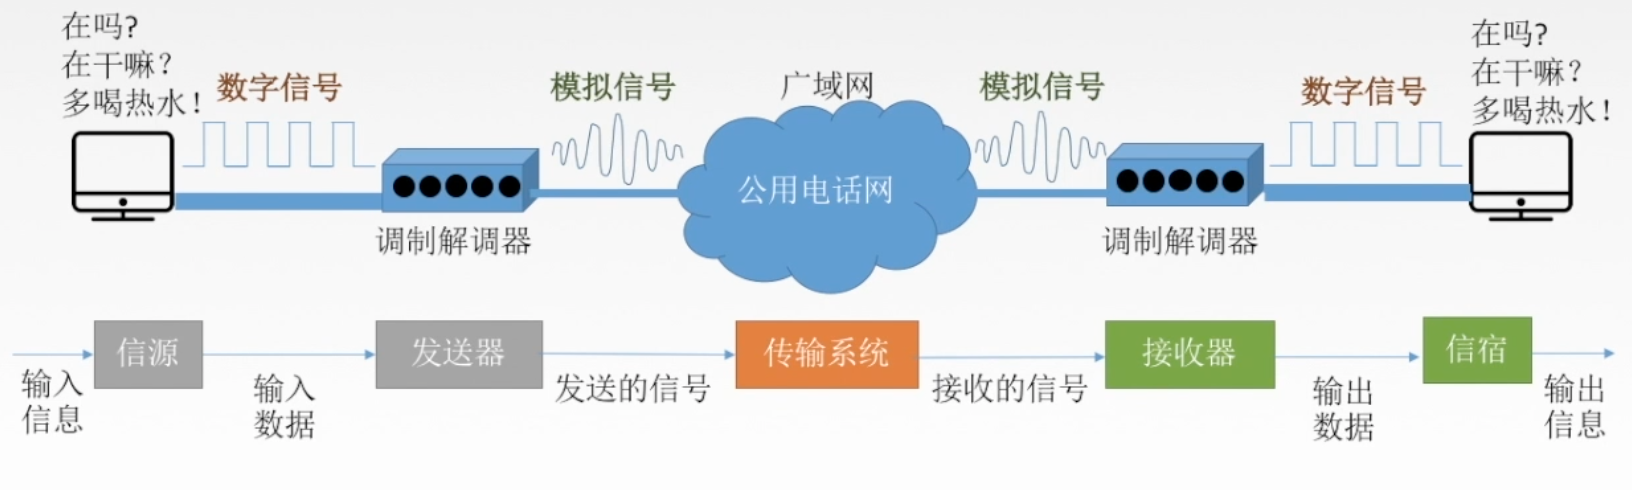 在吗?
在干嘛?
多喝热水!
数字信号
模拟信号
广域网
模拟信号
数字信号
在吗?
在干嘛?
多喝热水!
公用电话网
调制解调器
调制解调器
信源
发送器
传输系统
接收器
信宿
输入
信息
输入
数据
发送的信号
接收的信号
输出
数据
输出
信息